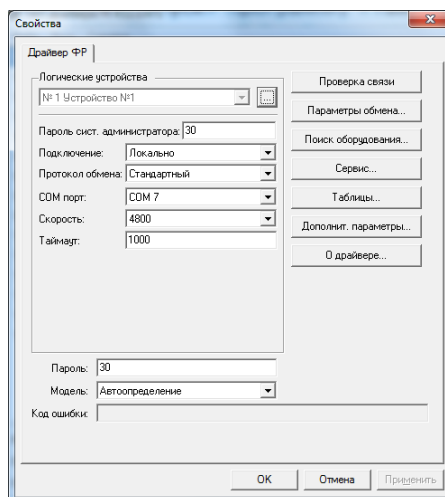 Свойства
Драйвер ФР
Логические устройства
№ 1 Устройство №1
...
Пароль сист. администратора: 30
Подключение: Локально
Протокол обмена: Стандартный
COM порт: COM 7
Скорость: 4800
Таймаут: 1000
Проверка связи
Параметры обмена...
Поиск оборудования...
Сервис...
Таблицы...
Дополнит. параметры...
О драйвере...
Пароль: 30
Модель: Автоопределение
Код ошибки:
OK Отмена Применить